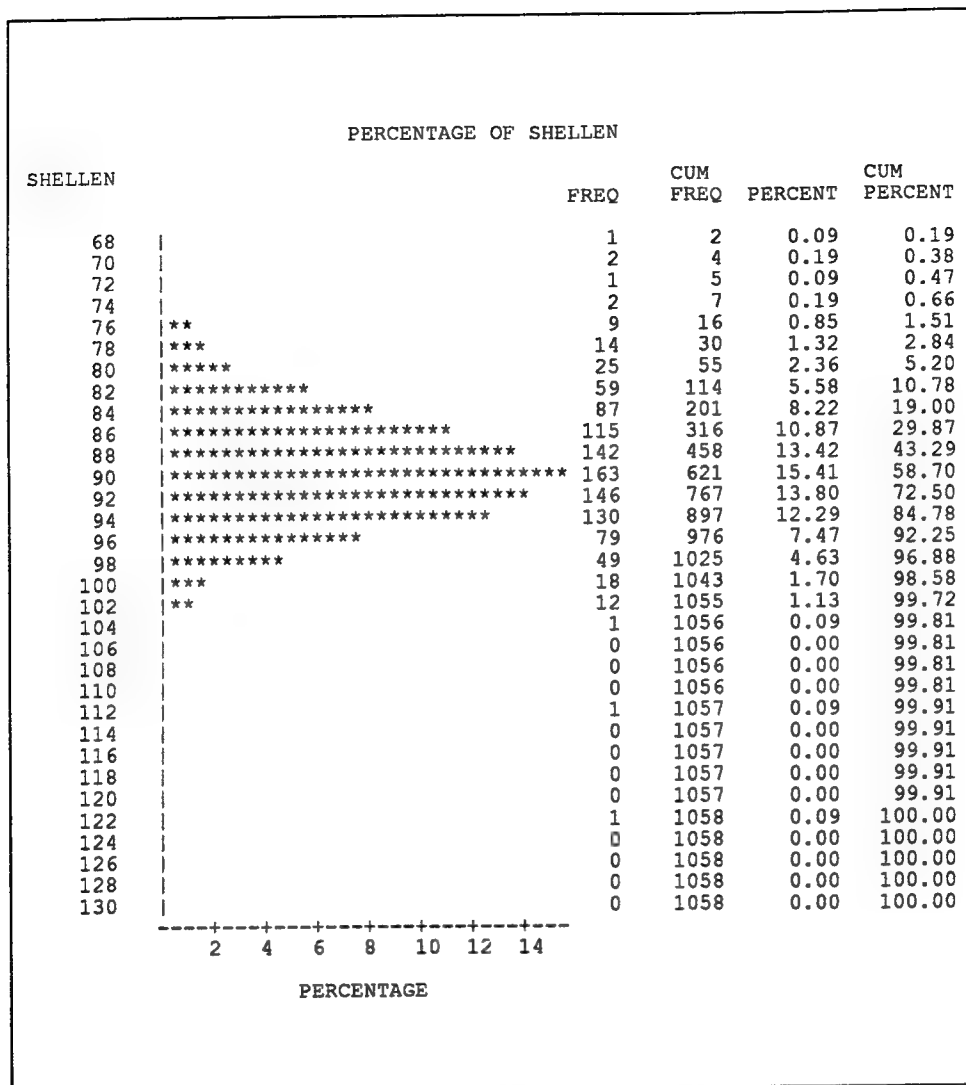 PERCENTAGE OF SHELLEN
SHELLEN FREQ CUM FREQ PERCENT CUM PERCENT
68 | 1 2 0.09 0.19
70 | 2 4 0.19 0.38
72 | 1 5 0.09 0.47
74 | 2 7 0.19 0.66
76 |** 9 16 0.85 1.51
78 |*** 14 30 1.32 2.84
80 |***** 25 55 2.36 5.20
82 |*********** 59 114 5.58 10.78
84 |**************** 87 201 8.22 19.00
86 |********************** 115 316 10.87 29.87
88 |*************************** 142 458 13.42 43.29
90 |******************************* 163 621 15.41 58.70
92 |**************************** 146 767 13.80 72.50
94 |************************* 130 897 12.29 84.78
96 |*************** 79 976 7.47 92.25
98 |********* 49 1025 4.63 96.88
100 |*** 18 1043 1.70 98.58
102 |** 12 1055 1.13 99.72
104 | 1 1056 0.09 99.81
106 | 0 1056 0.00 99.81
108 | 0 1056 0.00 99.81
110 | 0 1056 0.00 99.81
112 | 1 1057 0.09 99.91
114 | 0 1057 0.00 99.91
116 | 0 1057 0.00 99.91
118 | 0 1057 0.00 99.91
120 | 0 1057 0.00 99.91
122 | 1 1058 0.09 100.00
124 | 0 1058 0.00 100.00
126 | 0 1058 0.00 100.00
128 | 0 1058 0.00 100.00
130 | 0 1058 0.00 100.00
----+---+---+---+---+---+---+---
2 4 6 8 10 12 14
PERCENTAGE